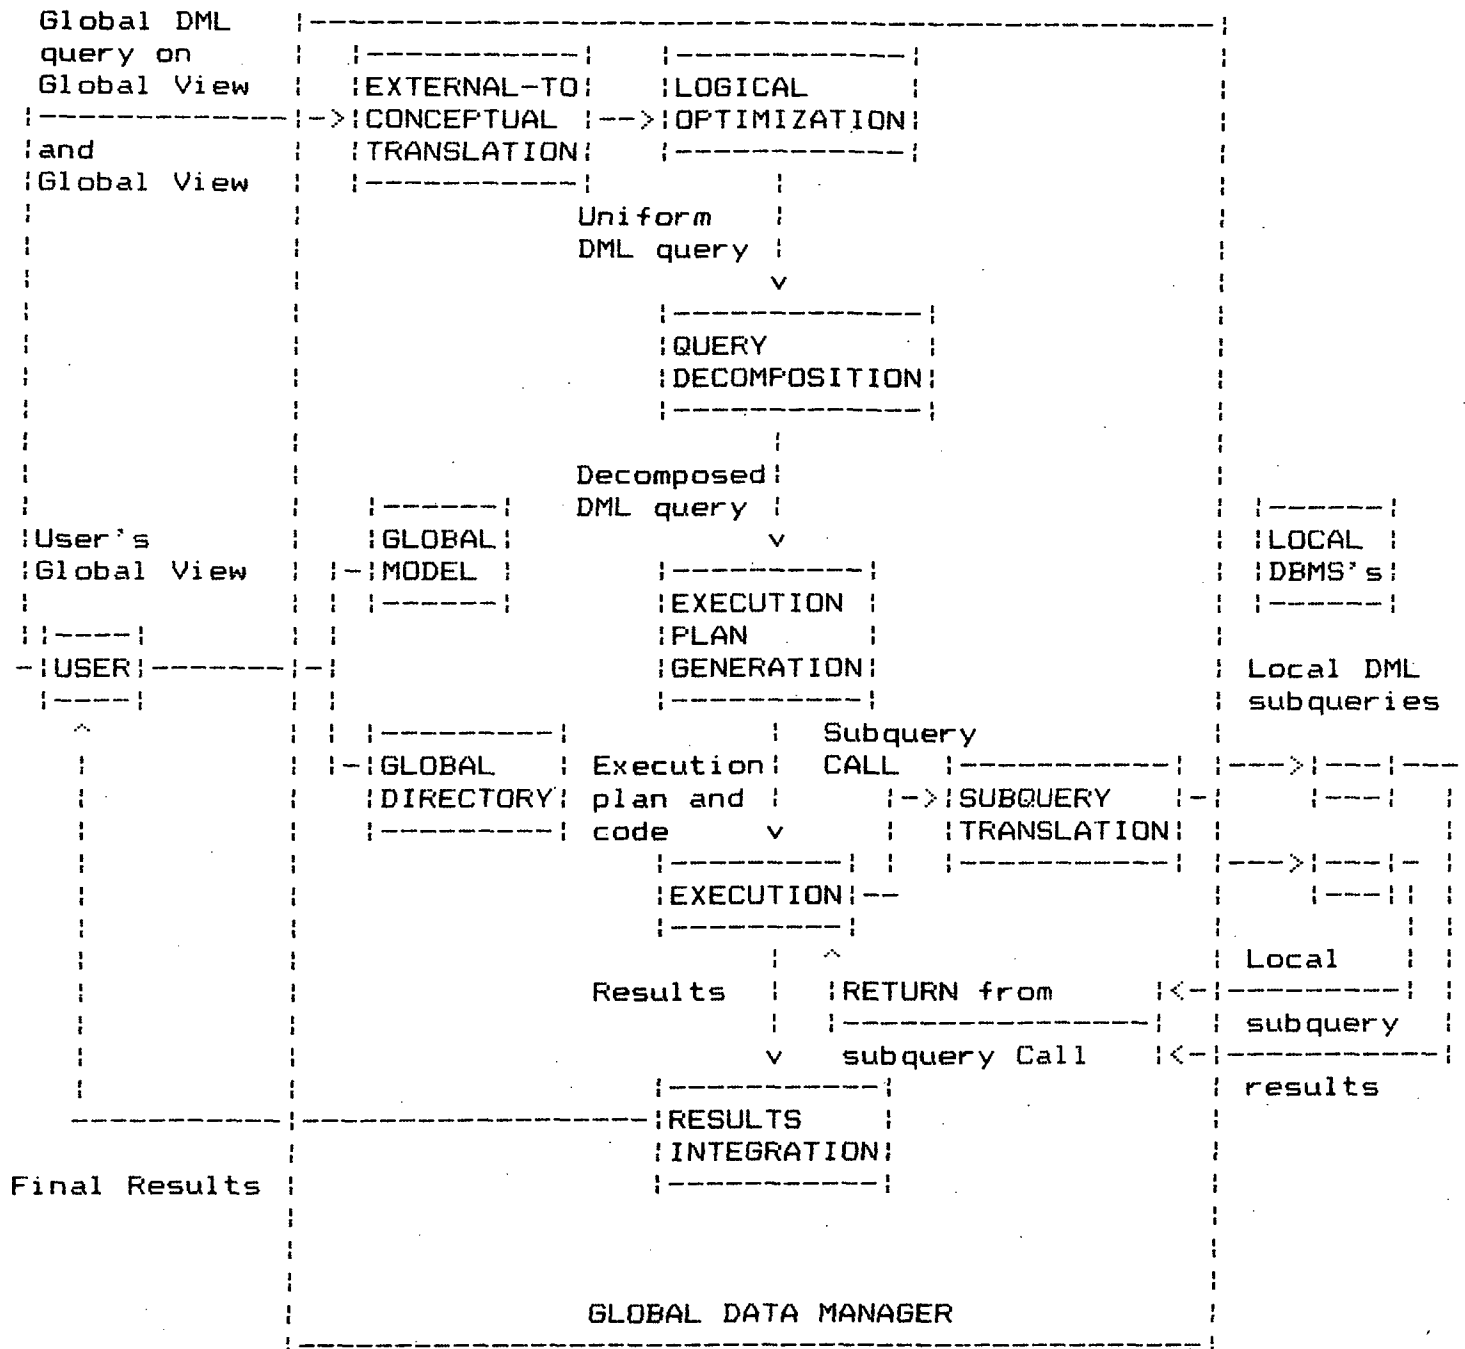 Global DML
query on
Global View
and
Global View
EXTERNAL-TO
CONCEPTUAL
TRANSLATION
LOGICAL
OPTIMIZATION
Uniform
DML query
QUERY
DECOMPOSITION
Decomposed
DML query
User's
Global View
GLOBAL
MODEL
EXECUTION
PLAN
GENERATION
LOCAL
DBMS's
USER
Local DML
subqueries
GLOBAL
DIRECTORY
Execution
plan and
code
Subquery
CALL
SUBQUERY
TRANSLATION
EXECUTION
Results
RETURN from
subquery Call
Local
subquery
results
RESULTS
INTEGRATION
Final Results
GLOBAL DATA MANAGER